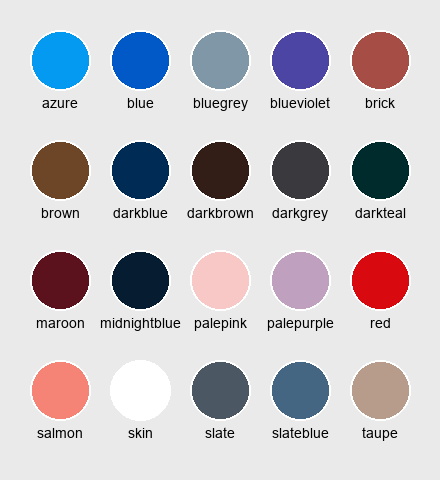 azure blue bluegrey blueviolet brick
brown darkblue darkbrown darkgrey darkteal
maroon midnightblue palepink palepurple red
salmon skin slate slateblue taupe